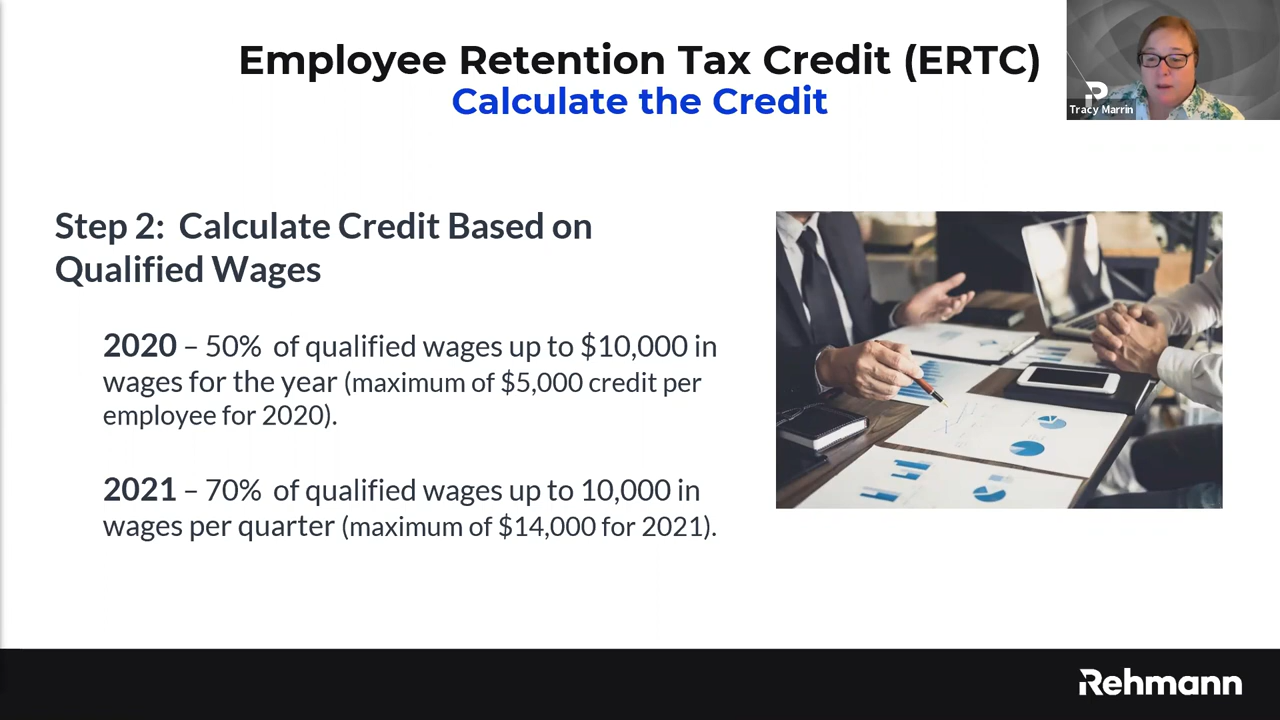 Employee Retention Tax Credit (ERTC)
Calculate the Credit
Tracy Marrin
Step 2:  Calculate Credit Based on
Qualified Wages
2020 – 50%  of qualified wages up to $10,000 in
wages for the year (maximum of $5,000 credit per
employee for 2020).
2021 – 70%  of qualified wages up to 10,000 in
wages per quarter (maximum of $14,000 for 2021).
Rehmann